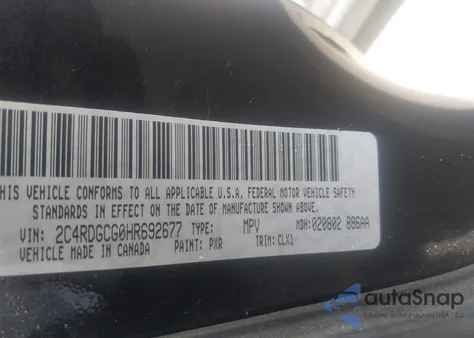 THIS VEHICLE CONFORMS TO ALL APPLICABLE U.S.A. FEDERAL MOTOR VEHICLE SAFETY
STANDARDS IN EFFECT ON THE DATE OF MANUFACTURE SHOWN ABOVE.
VIN: 2C4RDGCG0HR692677 TYPE: MPV MDH: 020802 886AA
VEHICLE MADE IN CANADA PAINT: PXR TRIM: CLX1
autoSnap